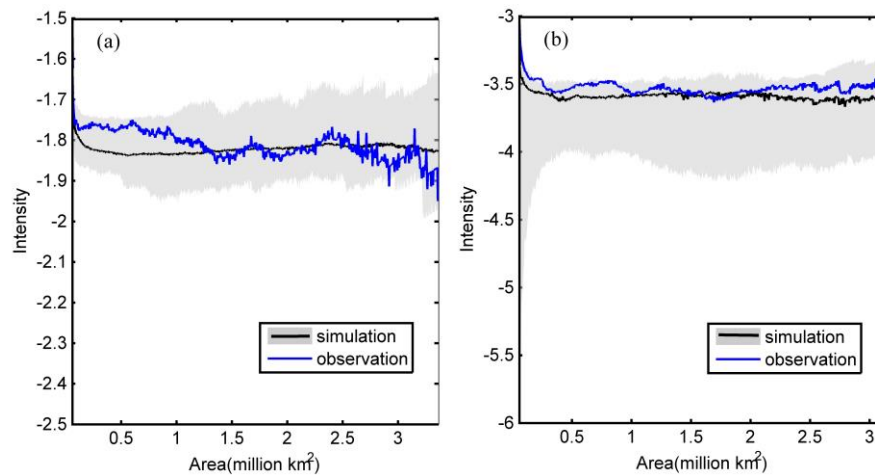 (a)
-1.5
-1.6
-1.7
-1.8
-1.9
-2
-2.1
-2.2
-2.3
-2.4
-2.5
Intensity
simulation
observation
0.5 1 1.5 2 2.5 3
Area(million km²)
(b)
-3
-3.5
-4
-4.5
-5
-5.5
-6
Intensity
simulation
observation
0.5 1 1.5 2 2.5 3
Area(million km²)